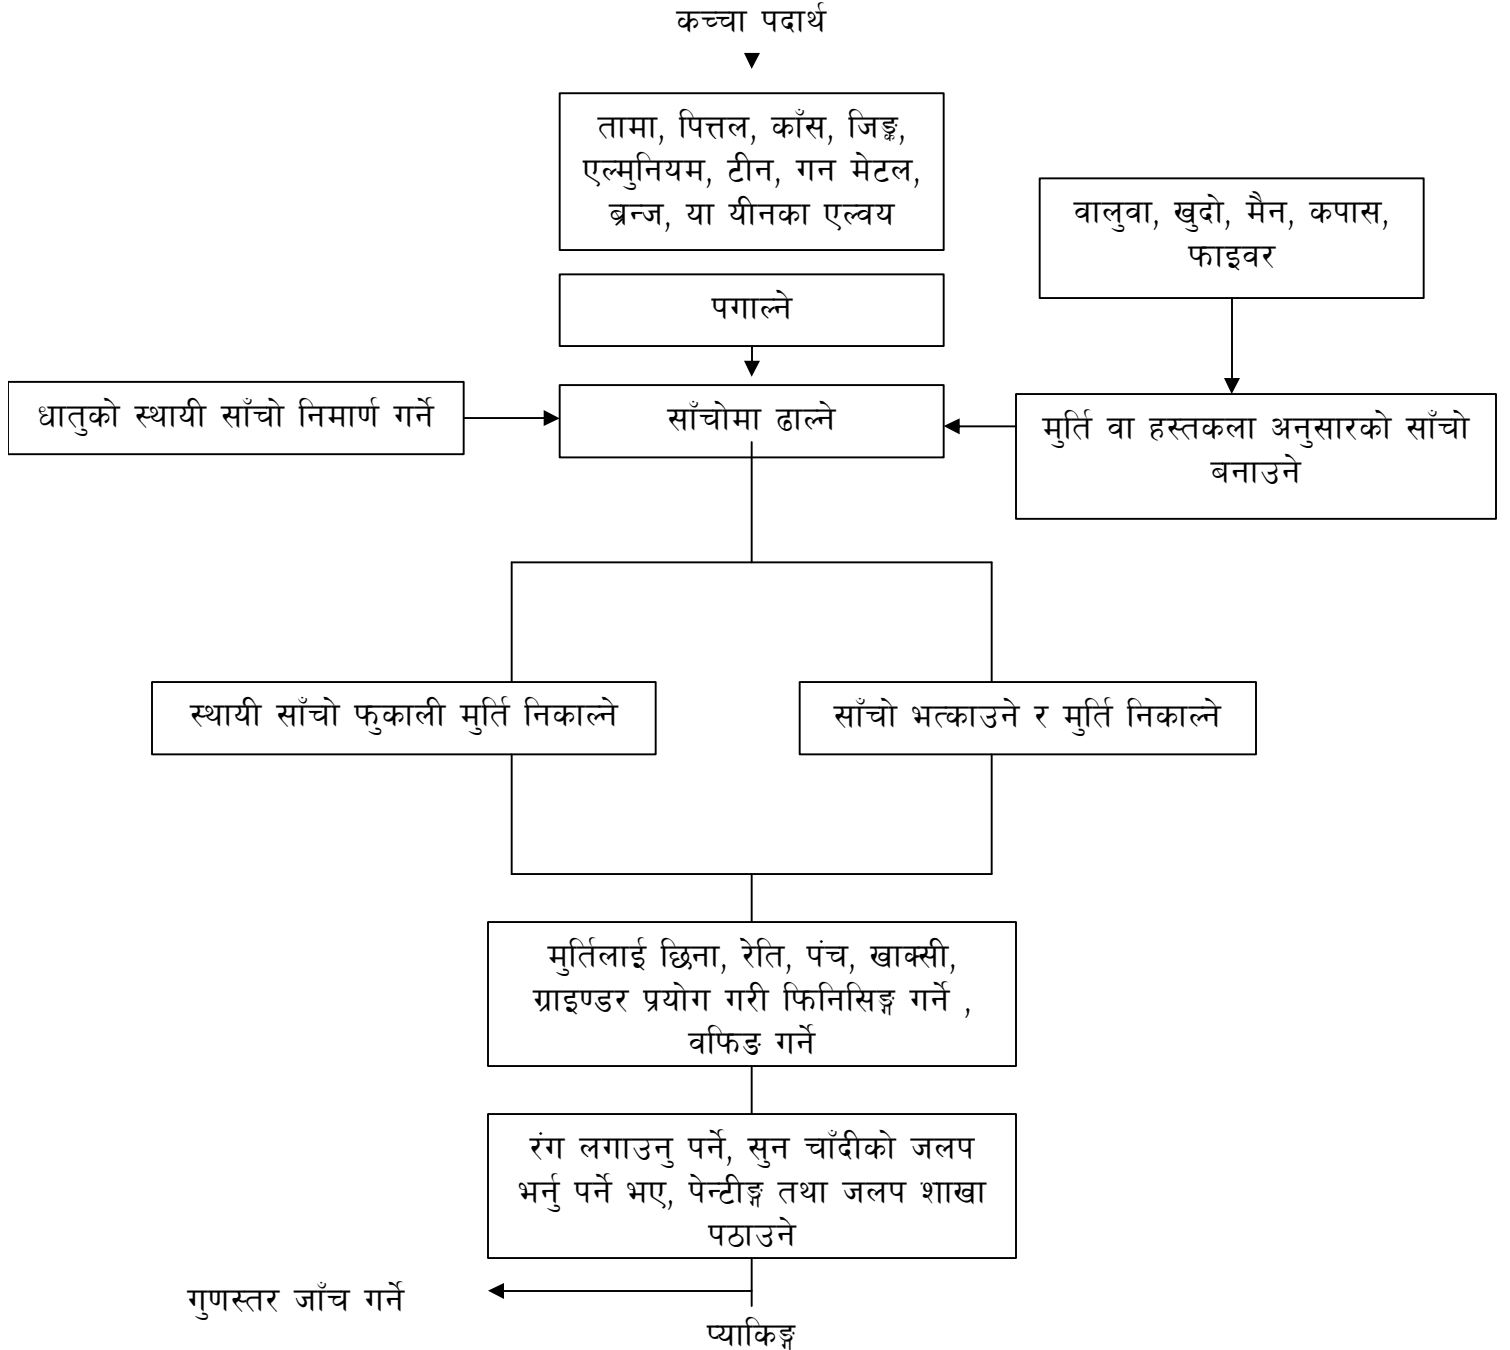 कच्चा पदार्थ
तामा, पित्तल, काँस, जिङ्क,
एल्मुनियम, टीन, गन मेटल,
ब्रन्ज, या यीनका एल्वय
वालुवा, खुदो, मैन, कपास,
फाइवर
पगाल्ने
धातुको स्थायी साँचो निमार्ण गर्ने
साँचोमा ढाल्ने
मुर्ति वा हस्तकला अनुसारको साँचो
बनाउने
स्थायी साँचो फुकाली मुर्ति निकाल्ने
साँचो भत्काउने र मुर्ति निकाल्ने
मुर्तिलाई छिना, रेति, पंच, खाक्सी,
ग्राइण्डर प्रयोग गरी फिनिसिङ्ग गर्ने ,
वफिङ गर्ने
रंग लगाउनु पर्ने, सुन चाँदीको जलप
भर्नु पर्ने भए, पेन्टीङ्ग तथा जलप शाखा
पठाउने
गुणस्तर जाँच गर्ने
प्याकिङ्ग